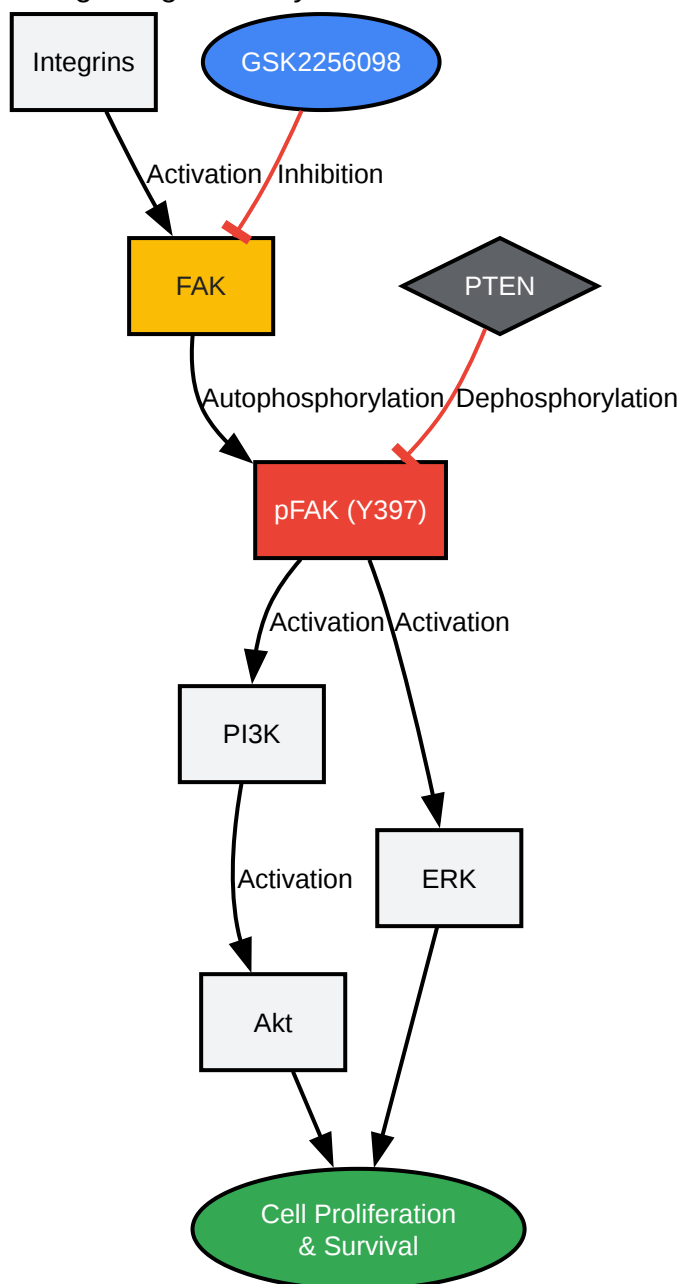 Integrins
GSK2256098
Activation
Inhibition
FAK
PTEN
Autophosphorylation
Dephosphorylation
pFAK (Y397)
Activation
Activation
PI3K
Activation
ERK
Akt
Cell Proliferation
& Survival